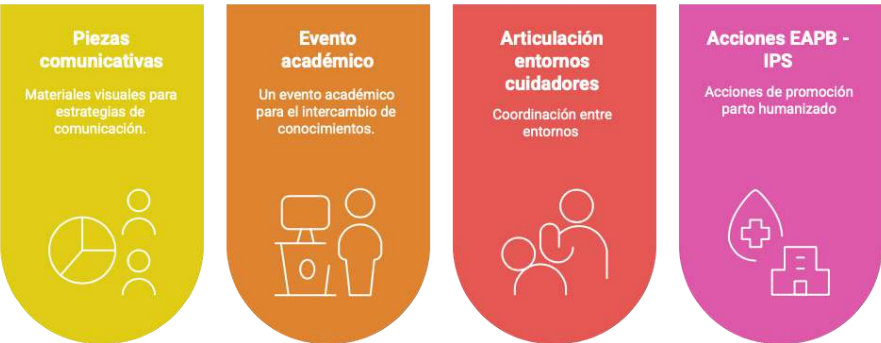 Piezas
comunicativas
Materiales visuales para
estrategias de
comunicación.
Evento
académico
Un evento académico
para el intercambio de
conocimientos.
Articulación
entornos
cuidadores
Coordinación entre
entornos
Acciones EAPB -
IPS
Acciones de promoción
parto humanizado